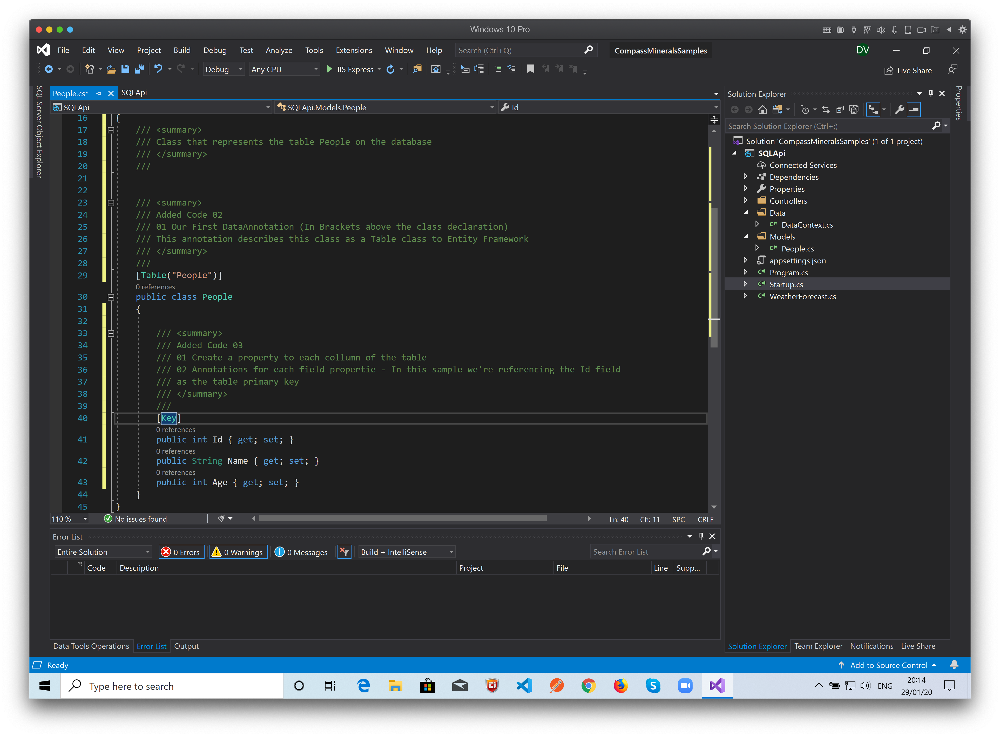 Windows 10 Pro
File Edit View Project Build Debug Test Analyze Tools Extensions Window Help Search (Ctrl+Q) CompassMineralsSamples DV
Debug Any CPU IIS Express Live Share
SQL Server Object Explorer
People.cs* SQLApi
SQLApi SQLApi.Models.People Id
16 {
17 /// <summary>
18 /// Class that represents the table People on the database
19 /// </summary>
20 ///
21
22
23 /// <summary>
24 /// Added Code 02
25 /// 01 Our First DataAnnotation (In Brackets above the class declaration)
26 /// This annotation describes this class as a Table class to Entity Framework
27 /// </summary>
28 ///
29 [Table("People")]
0 references
30 public class People
31 {
32
33 /// <summary>
34 /// Added Code 03
35 /// 01 Create a property to each collumn of the table
36 /// 02 Annotations for each field propertie - In this sample we're referencing the Id field
37 /// as the table primary key
38 /// </summary>
39 ///
40 [Key]
0 references
41 public int Id { get; set; }
0 references
42 public String Name { get; set; }
0 references
43 public int Age { get; set; }
44 }
45 }
110 % No issues found Ln: 40 Ch: 11 SPC CRLF
Error List
Entire Solution 0 Errors 0 Warnings 0 Messages Build + IntelliSense Search Error List
Code Description Project File Line Supp...
Data Tools Operations Error List Output
Solution Explorer
Search Solution Explorer (Ctrl+;)
Solution 'CompassMineralsSamples' (1 of 1 project)
SQLApi
Connected Services
Dependencies
Properties
Controllers
Data
C# DataContext.cs
Models
C# People.cs
appsettings.json
C# Program.cs
C# Startup.cs
C# WeatherForecast.cs
Solution Explorer Team Explorer Notifications Live Share
Properties
Ready Add to Source Control
Type here to search ENG 20:14
29/01/20